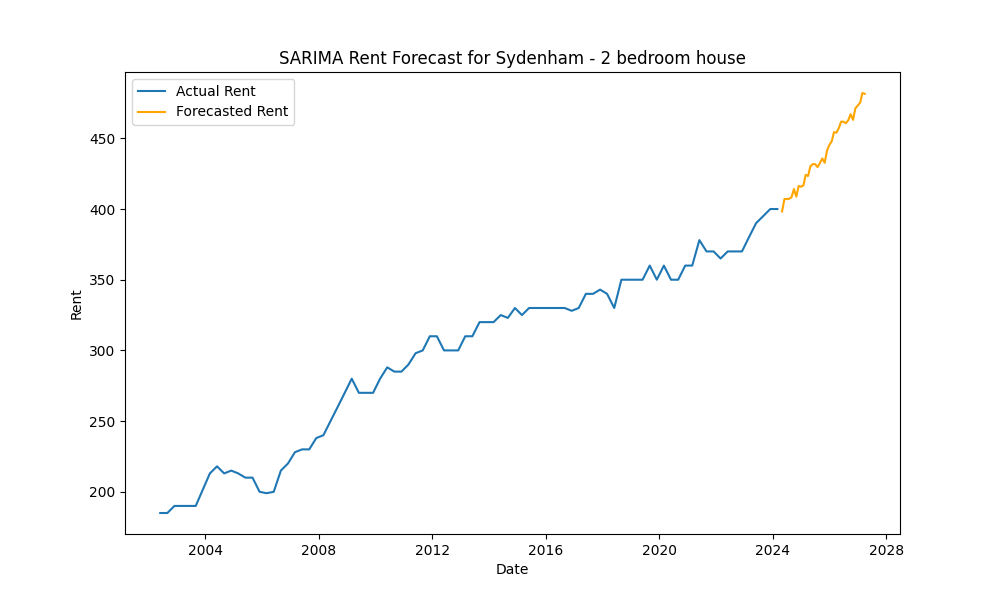 SARIMA Rent Forecast for Sydenham - 2 bedroom house
Actual Rent
Forecasted Rent
450
400
350
300
250
200
Rent
2004
2008
2012
2016
2020
2024
2028
Date